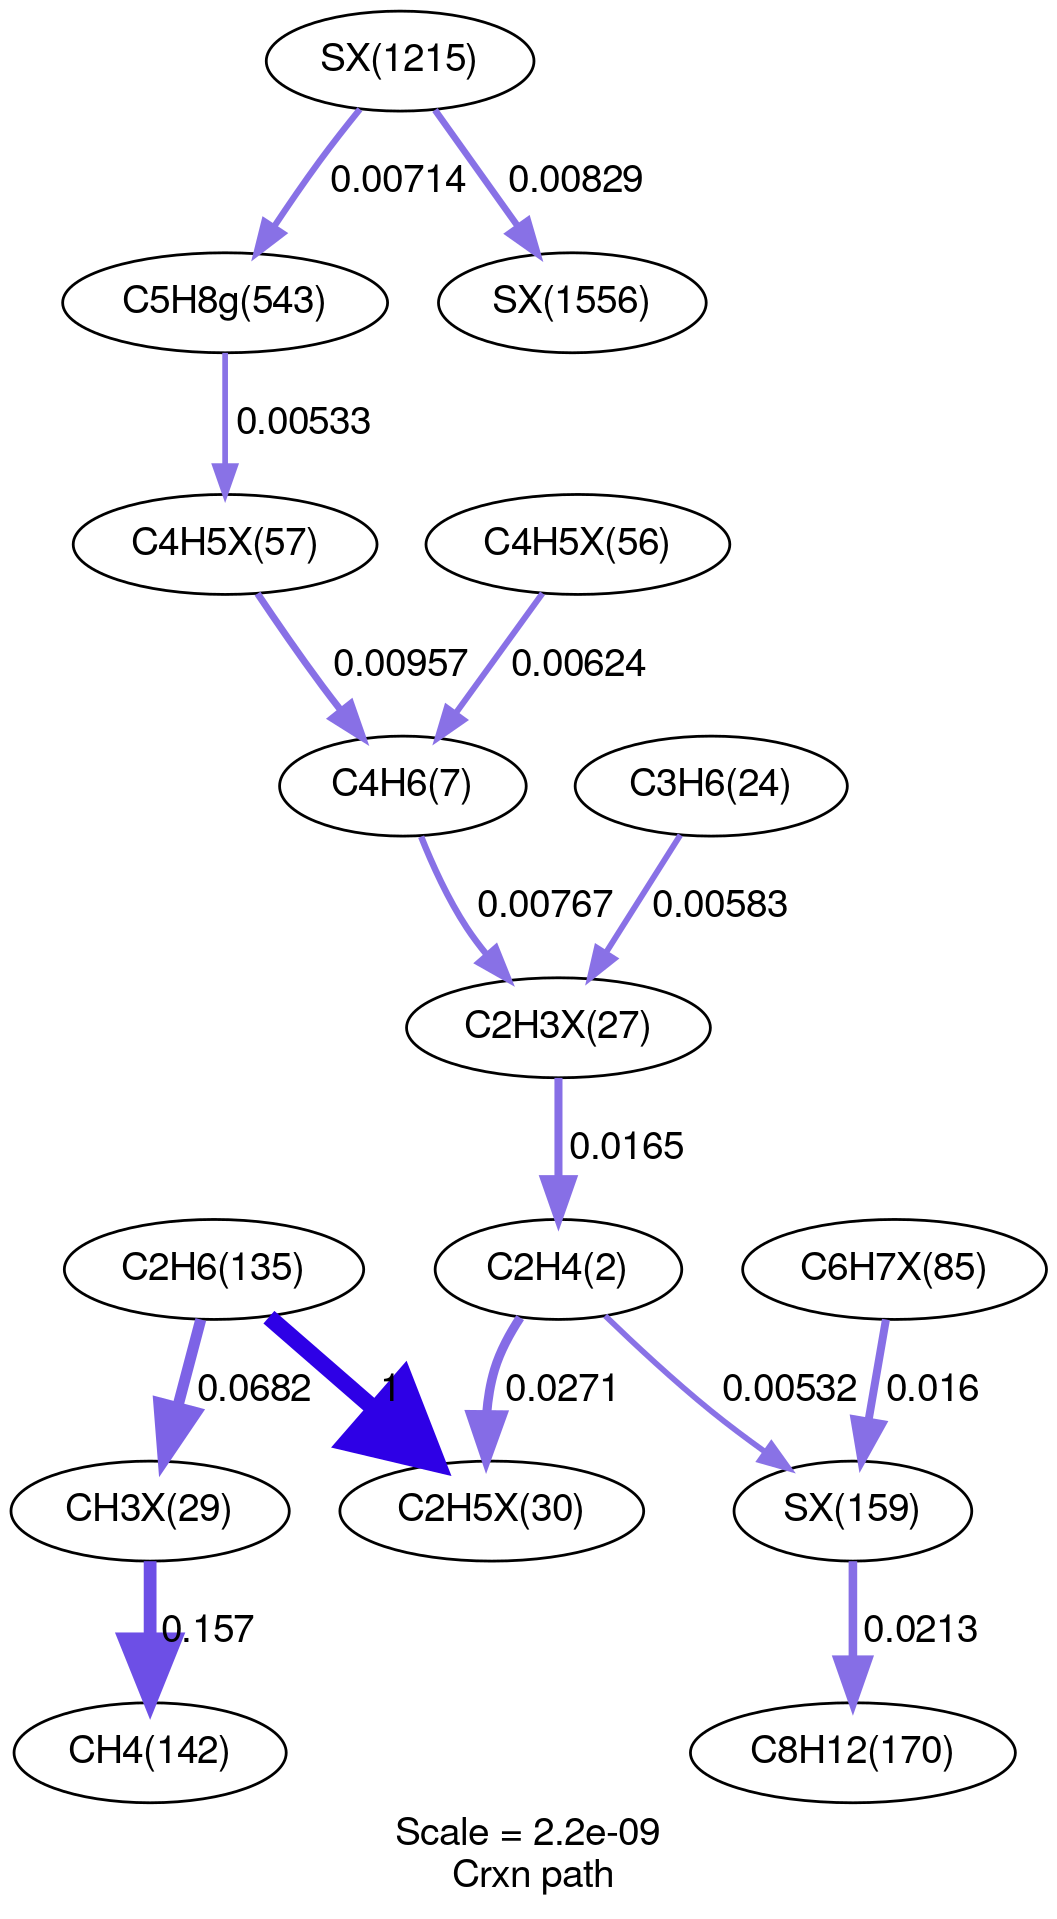 SX(1215)
0.00714
0.00829
C5H8g(543)
SX(1556)
0.00533
C4H5X(57)
C4H5X(56)
0.00957
0.00624
C4H6(7)
C3H6(24)
0.00767
0.00583
C2H3X(27)
0.0165
C2H6(135)
C2H4(2)
C6H7X(85)
0.0682
1
0.0271
0.00532
0.016
CH3X(29)
C2H5X(30)
SX(159)
0.157
0.0213
CH4(142)
C8H12(170)
Scale = 2.2e-09
Crxn path